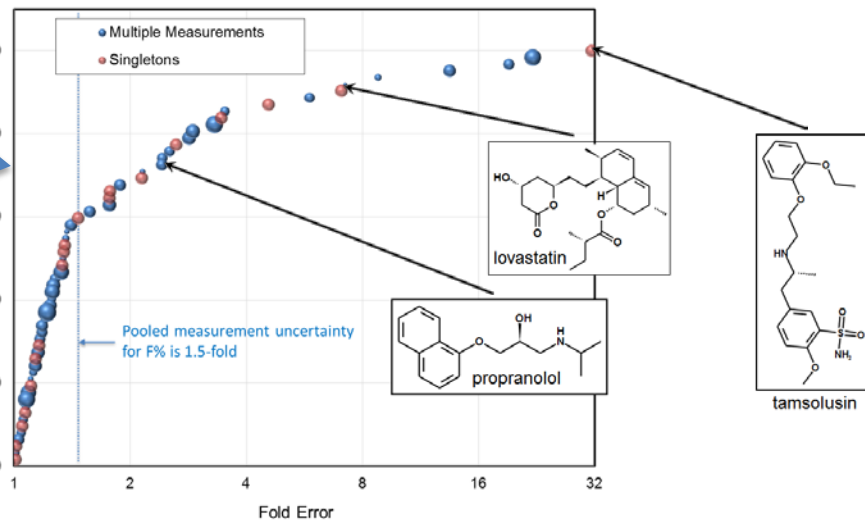 Multiple Measurements
Singletons
Pooled measurement uncertainty
for F% is 1.5-fold
HO
O
O
H
O
O
lovastatin
OH
O
H
N
propranolol
O
O
HN
O
S
O
NH2
O
tamsolusin
1
2
4
8
16
32
Fold Error